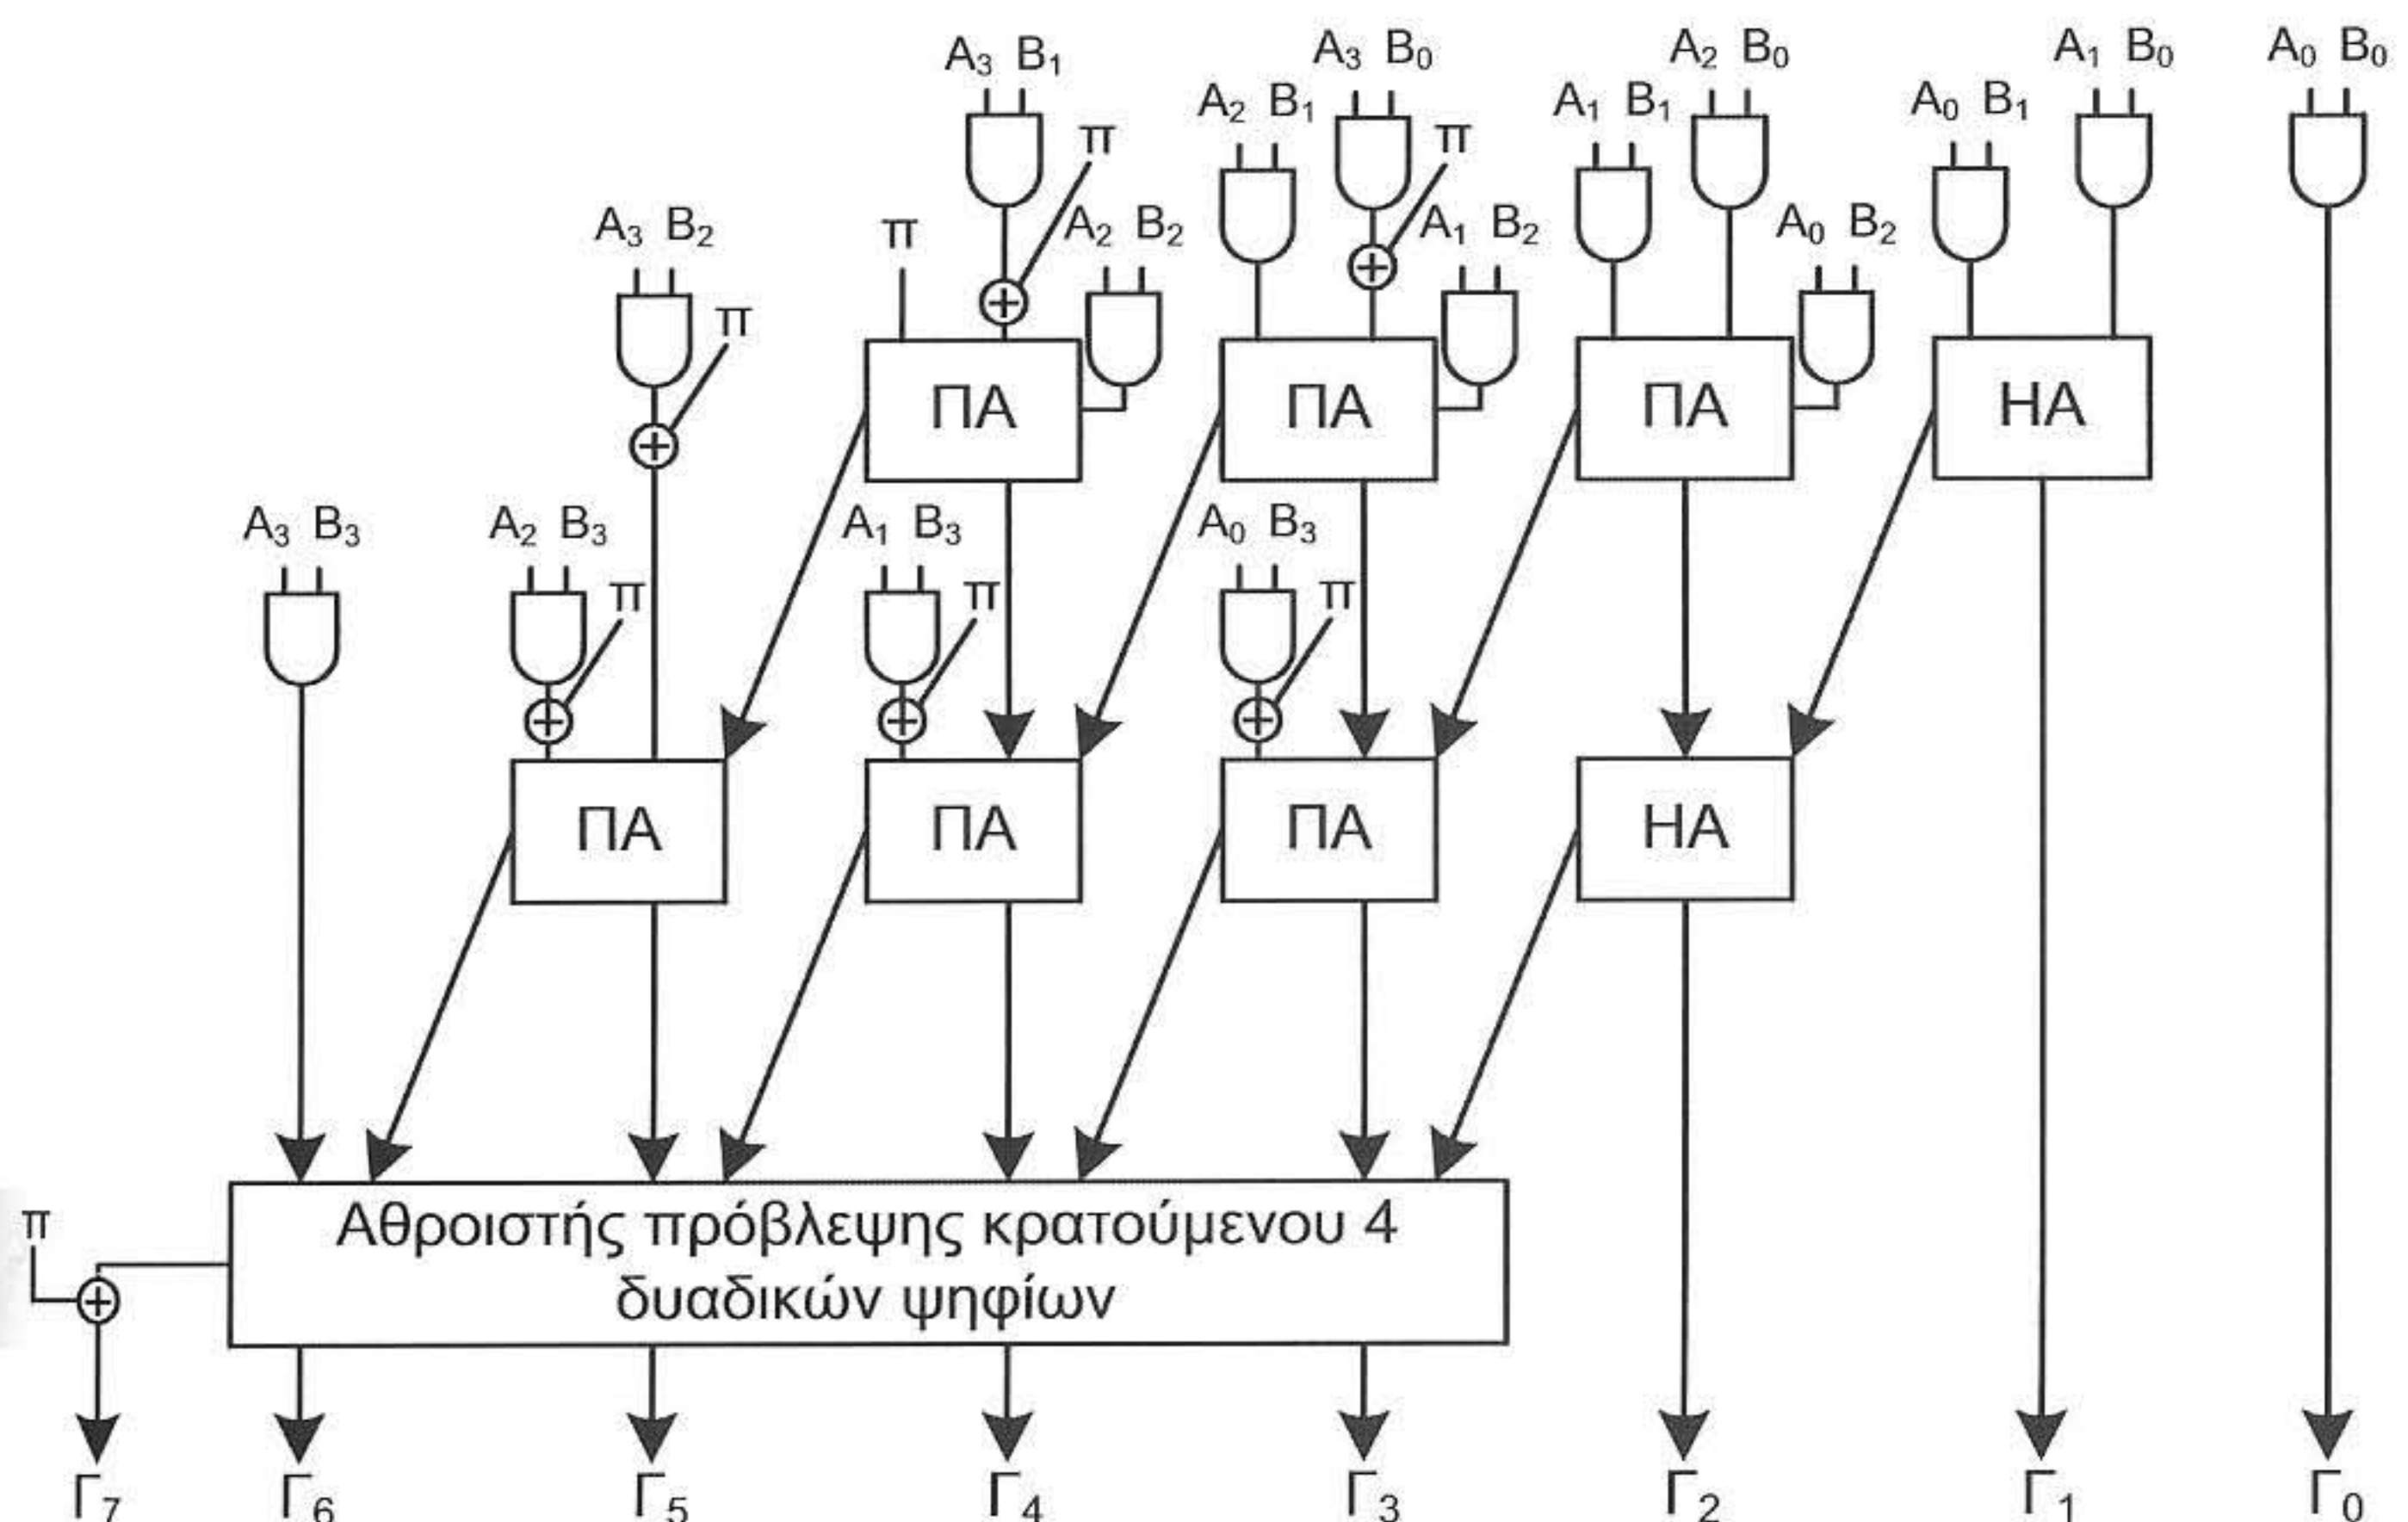 A₃ B₀ A₂ B₀ A₁ B₀ A₀ B₀
A₃ B₁ A₂ B₁ A₁ B₁ A₀ B₁
π π
A₃ B₂ π A₂ B₂ A₁ B₂ A₀ B₂
π
ΠΑ ΠΑ ΠΑ ΗΑ
A₃ B₃ A₂ B₃ A₁ B₃ A₀ B₃
π π π
ΠΑ ΠΑ ΠΑ ΗΑ
π
Αθροιστής πρόβλεψης κρατούμενου 4
δυαδικών ψηφίων
Γ₇ Γ₆ Γ₅ Γ₄ Γ₃ Γ₂ Γ₁ Γ₀